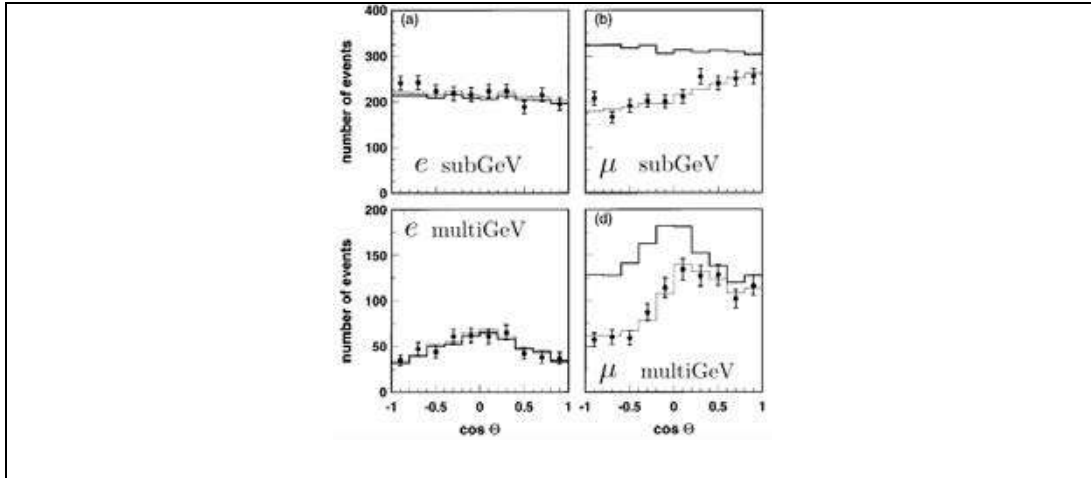 (a)
(b)
number of events
400
300
200
100
0
e subGeV
μ subGeV
number of events
200
150
100
50
0
e multiGeV
(d)
μ multiGeV
-1 -0.5 0 0.5 1
-1 -0.5 0 0.5 1
cos Θ
cos Θ